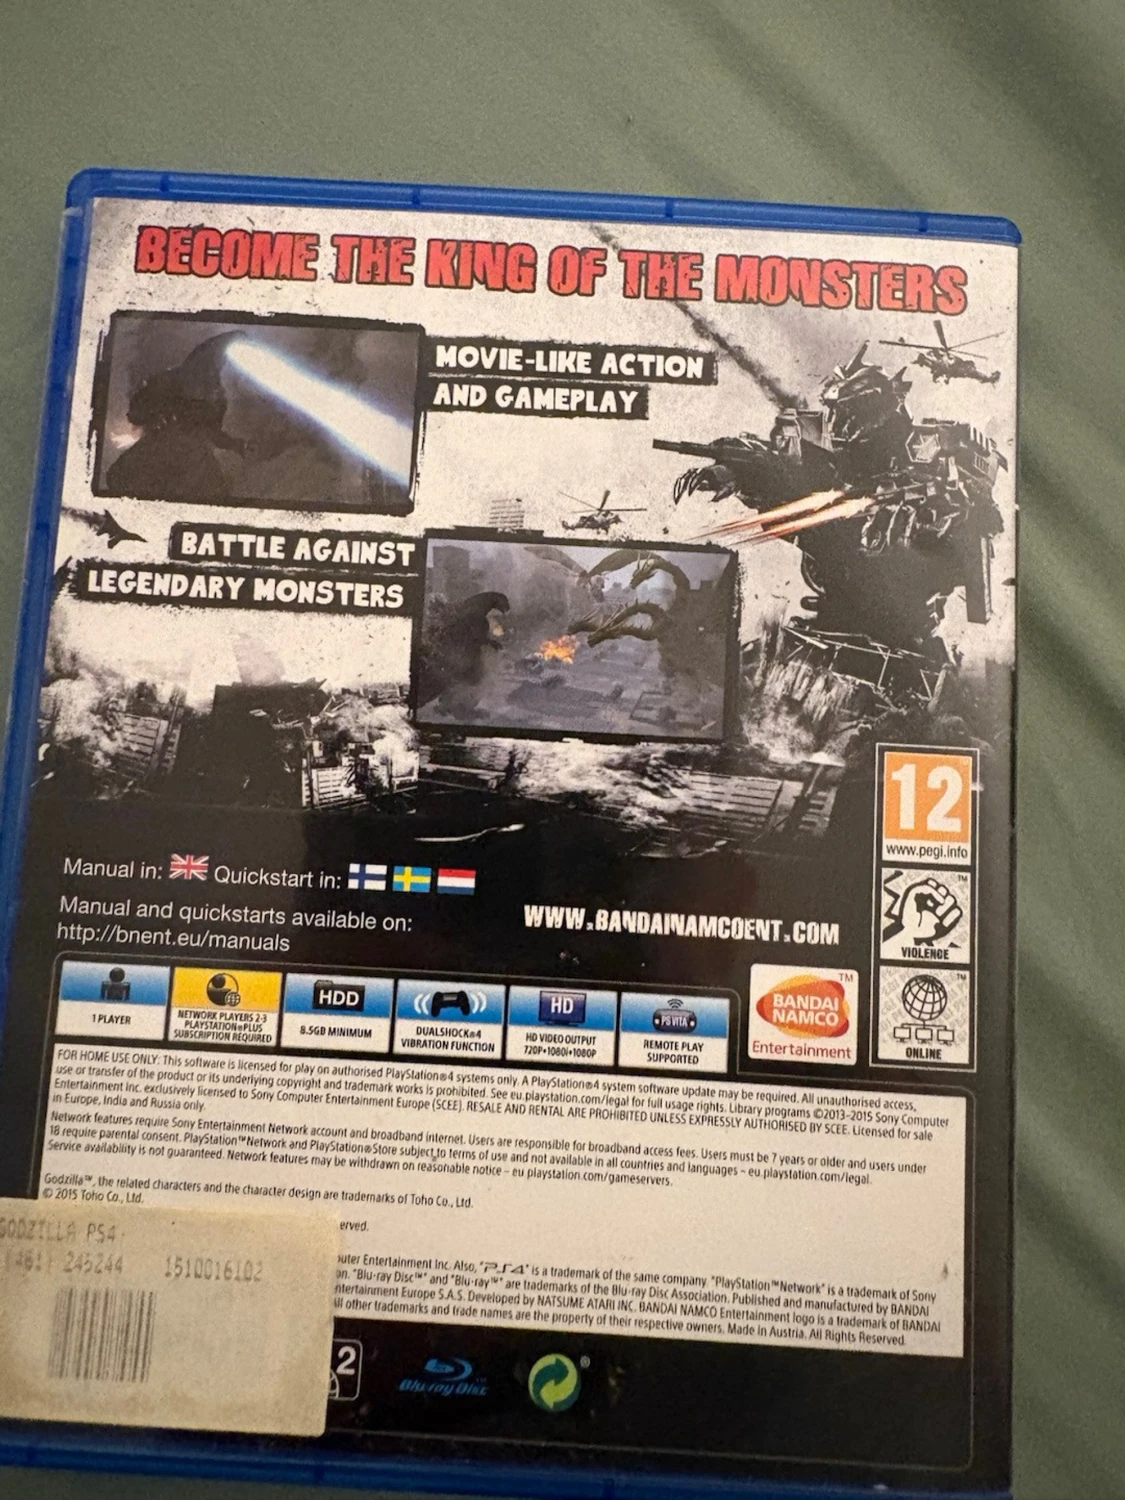 BECOME THE KING OF THE MONSTERS
MOVIE-LIKE ACTION
AND GAMEPLAY
BATTLE AGAINST
LEGENDARY MONSTERS
12
www.pegi.info
VIOLENCE
ONLINE
Manual in: Quickstart in:
Manual and quickstarts available on:
http://bnent.eu/manuals
WWW.BANDAINAMCOENT.COM
1 PLAYER
NETWORK PLAYERS 2-3
PLAYSTATION®PLUS
SUBSCRIPTION REQUIRED
HDD
8.5GB MINIMUM
DUALSHOCK®4
VIBRATION FUNCTION
HD
HD VIDEO OUTPUT
720P•1080i•1080P
PS VITA
REMOTE PLAY
SUPPORTED
BANDAI
NAMCO
Entertainment
TM
FOR HOME USE ONLY: This software is licensed for play on authorised PlayStation®4 systems only. A PlayStation®4 system software update may be required. All unauthorised access,
use or transfer of the product or its underlying copyright and trademark works is prohibited. See eu.playstation.com/legal for full usage rights. Library programs ©2013-2015 Sony Computer
Entertainment Inc. exclusively licensed to Sony Computer Entertainment Europe (SCEE). RESALE AND RENTAL ARE PROHIBITED UNLESS EXPRESSLY AUTHORISED BY SCEE. Licensed for sale
in Europe, India and Russia only.
Network features require Sony Entertainment Network account and broadband internet. Users are responsible for broadband access fees. Users must be 7 years or older and users under
18 require parental consent. PlayStation™Network and PlayStation®Store subject to terms of use and not available in all countries and languages – eu.playstation.com/legal.
Service availability is not guaranteed. Network features may be withdrawn on reasonable notice – eu.playstation.com/gameservers.
Godzilla™, the related characters and the character design are trademarks of Toho Co., Ltd.
© 2015 Toho Co., Ltd.
erved.
uter Entertainment Inc. Also, "PS4" is a trademark of the same company. "PlayStation™Network" is a trademark of Sony
on. "Blu-ray Disc™" and "Blu-ray™" are trademarks of the Blu-ray Disc Association. Published and manufactured by BANDAI
ntertainment Europe S.A.S. Developed by NATSUME ATARI INC. BANDAI NAMCO Entertainment logo is a trademark of BANDAI
ll other trademarks and trade names are the property of their respective owners. Made in Austria. All Rights Reserved.
GODZILLA PS4
245244 1510016102
2
Blu-ray Disc
®